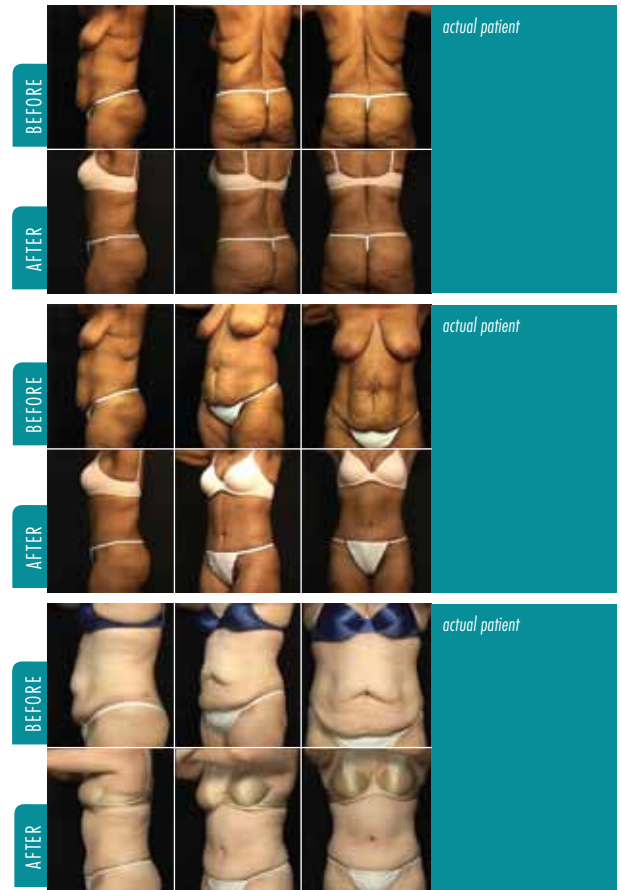 actual patient
BEFORE
AFTER
actual patient
BEFORE
AFTER
actual patient
BEFORE
AFTER